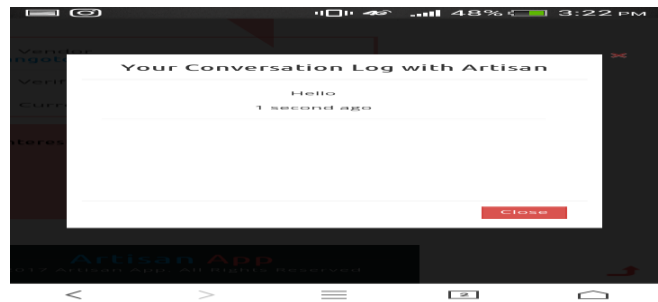 48% 3:22 PM
Your Conversation Log with Artisan
Hello
1 second ago
Close
Artisan App
2017 Artisan App. All Rights Reserved
2